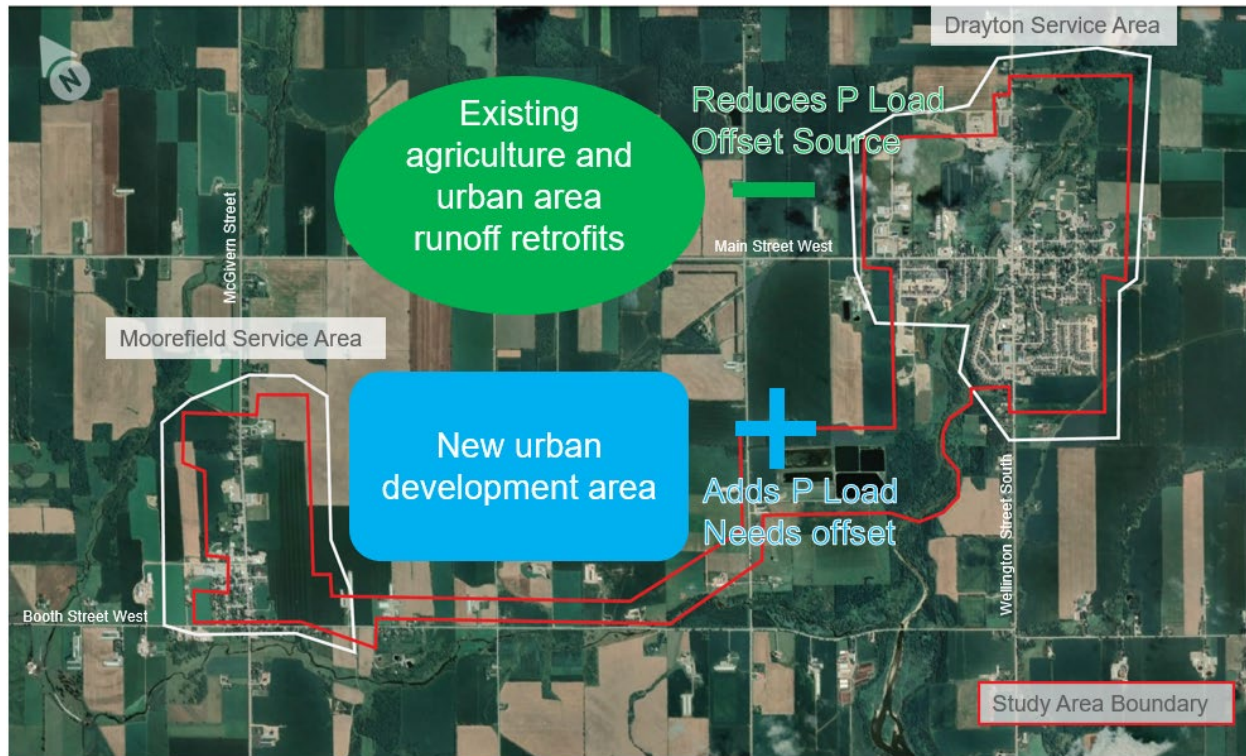 Drayton Service Area
N
Existing
agriculture and
urban area
runoff retrofits
Reduces P Load
Offset Source
McGivern Street
Main Street West
Moorefield Service Area
New urban
development area
Adds P Load
Needs offset
Wellington Street South
Booth Street West
Study Area Boundary